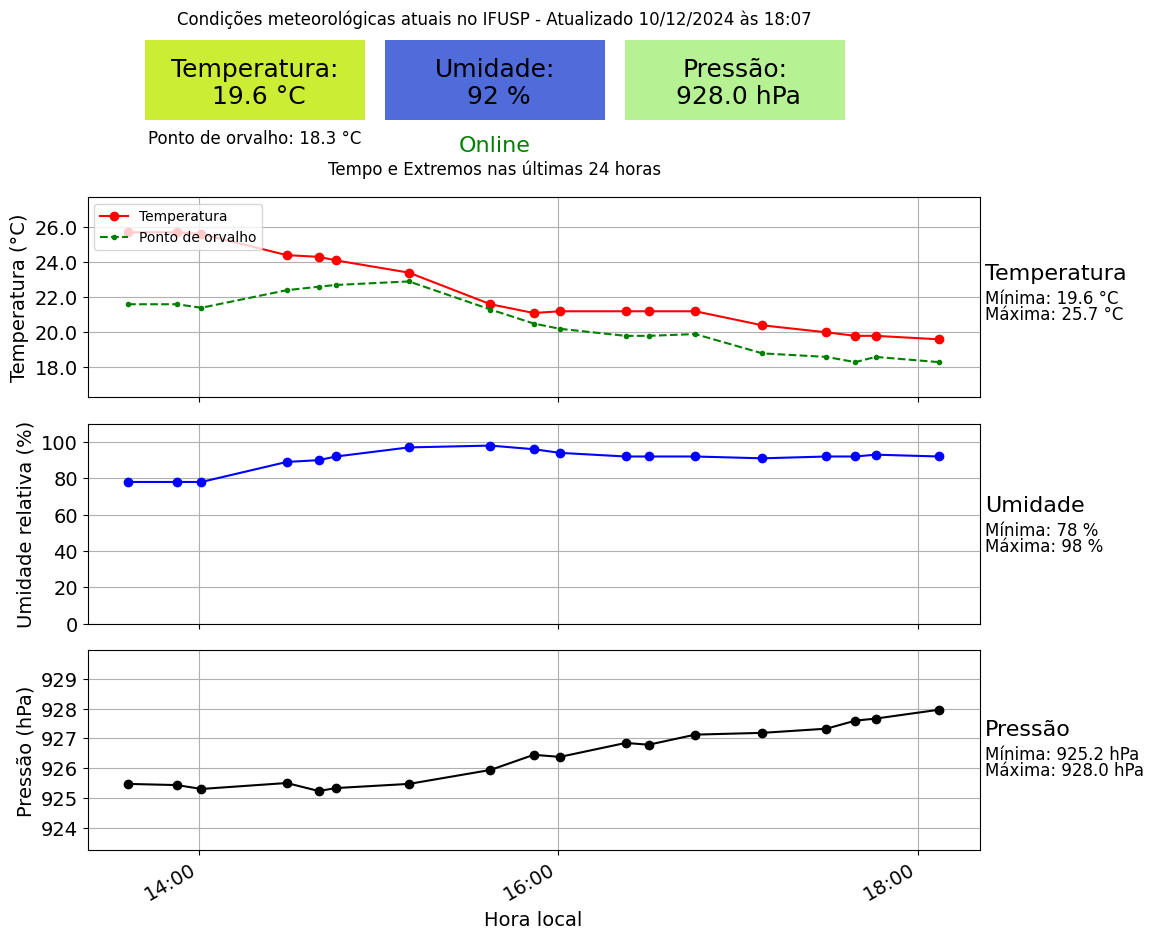 Condições meteorológicas atuais no IFUSP - Atualizado 10/12/2024 às 18:07
Temperatura:
19.6 °C
Umidade:
92 %
Pressão:
928.0 hPa
Ponto de orvalho: 18.3 °C
Online
Tempo e Extremos nas últimas 24 horas
Temperatura (°C)
26.0
24.0
22.0
20.0
18.0
Temperatura
Ponto de orvalho
Temperatura
Mínima: 19.6 °C
Máxima: 25.7 °C
Umidade relativa (%)
100
80
60
40
20
0
Umidade
Mínima: 78 %
Máxima: 98 %
Pressão (hPa)
929
928
927
926
925
924
Pressão
Mínima: 925.2 hPa
Máxima: 928.0 hPa
14:00
16:00
18:00
Hora local